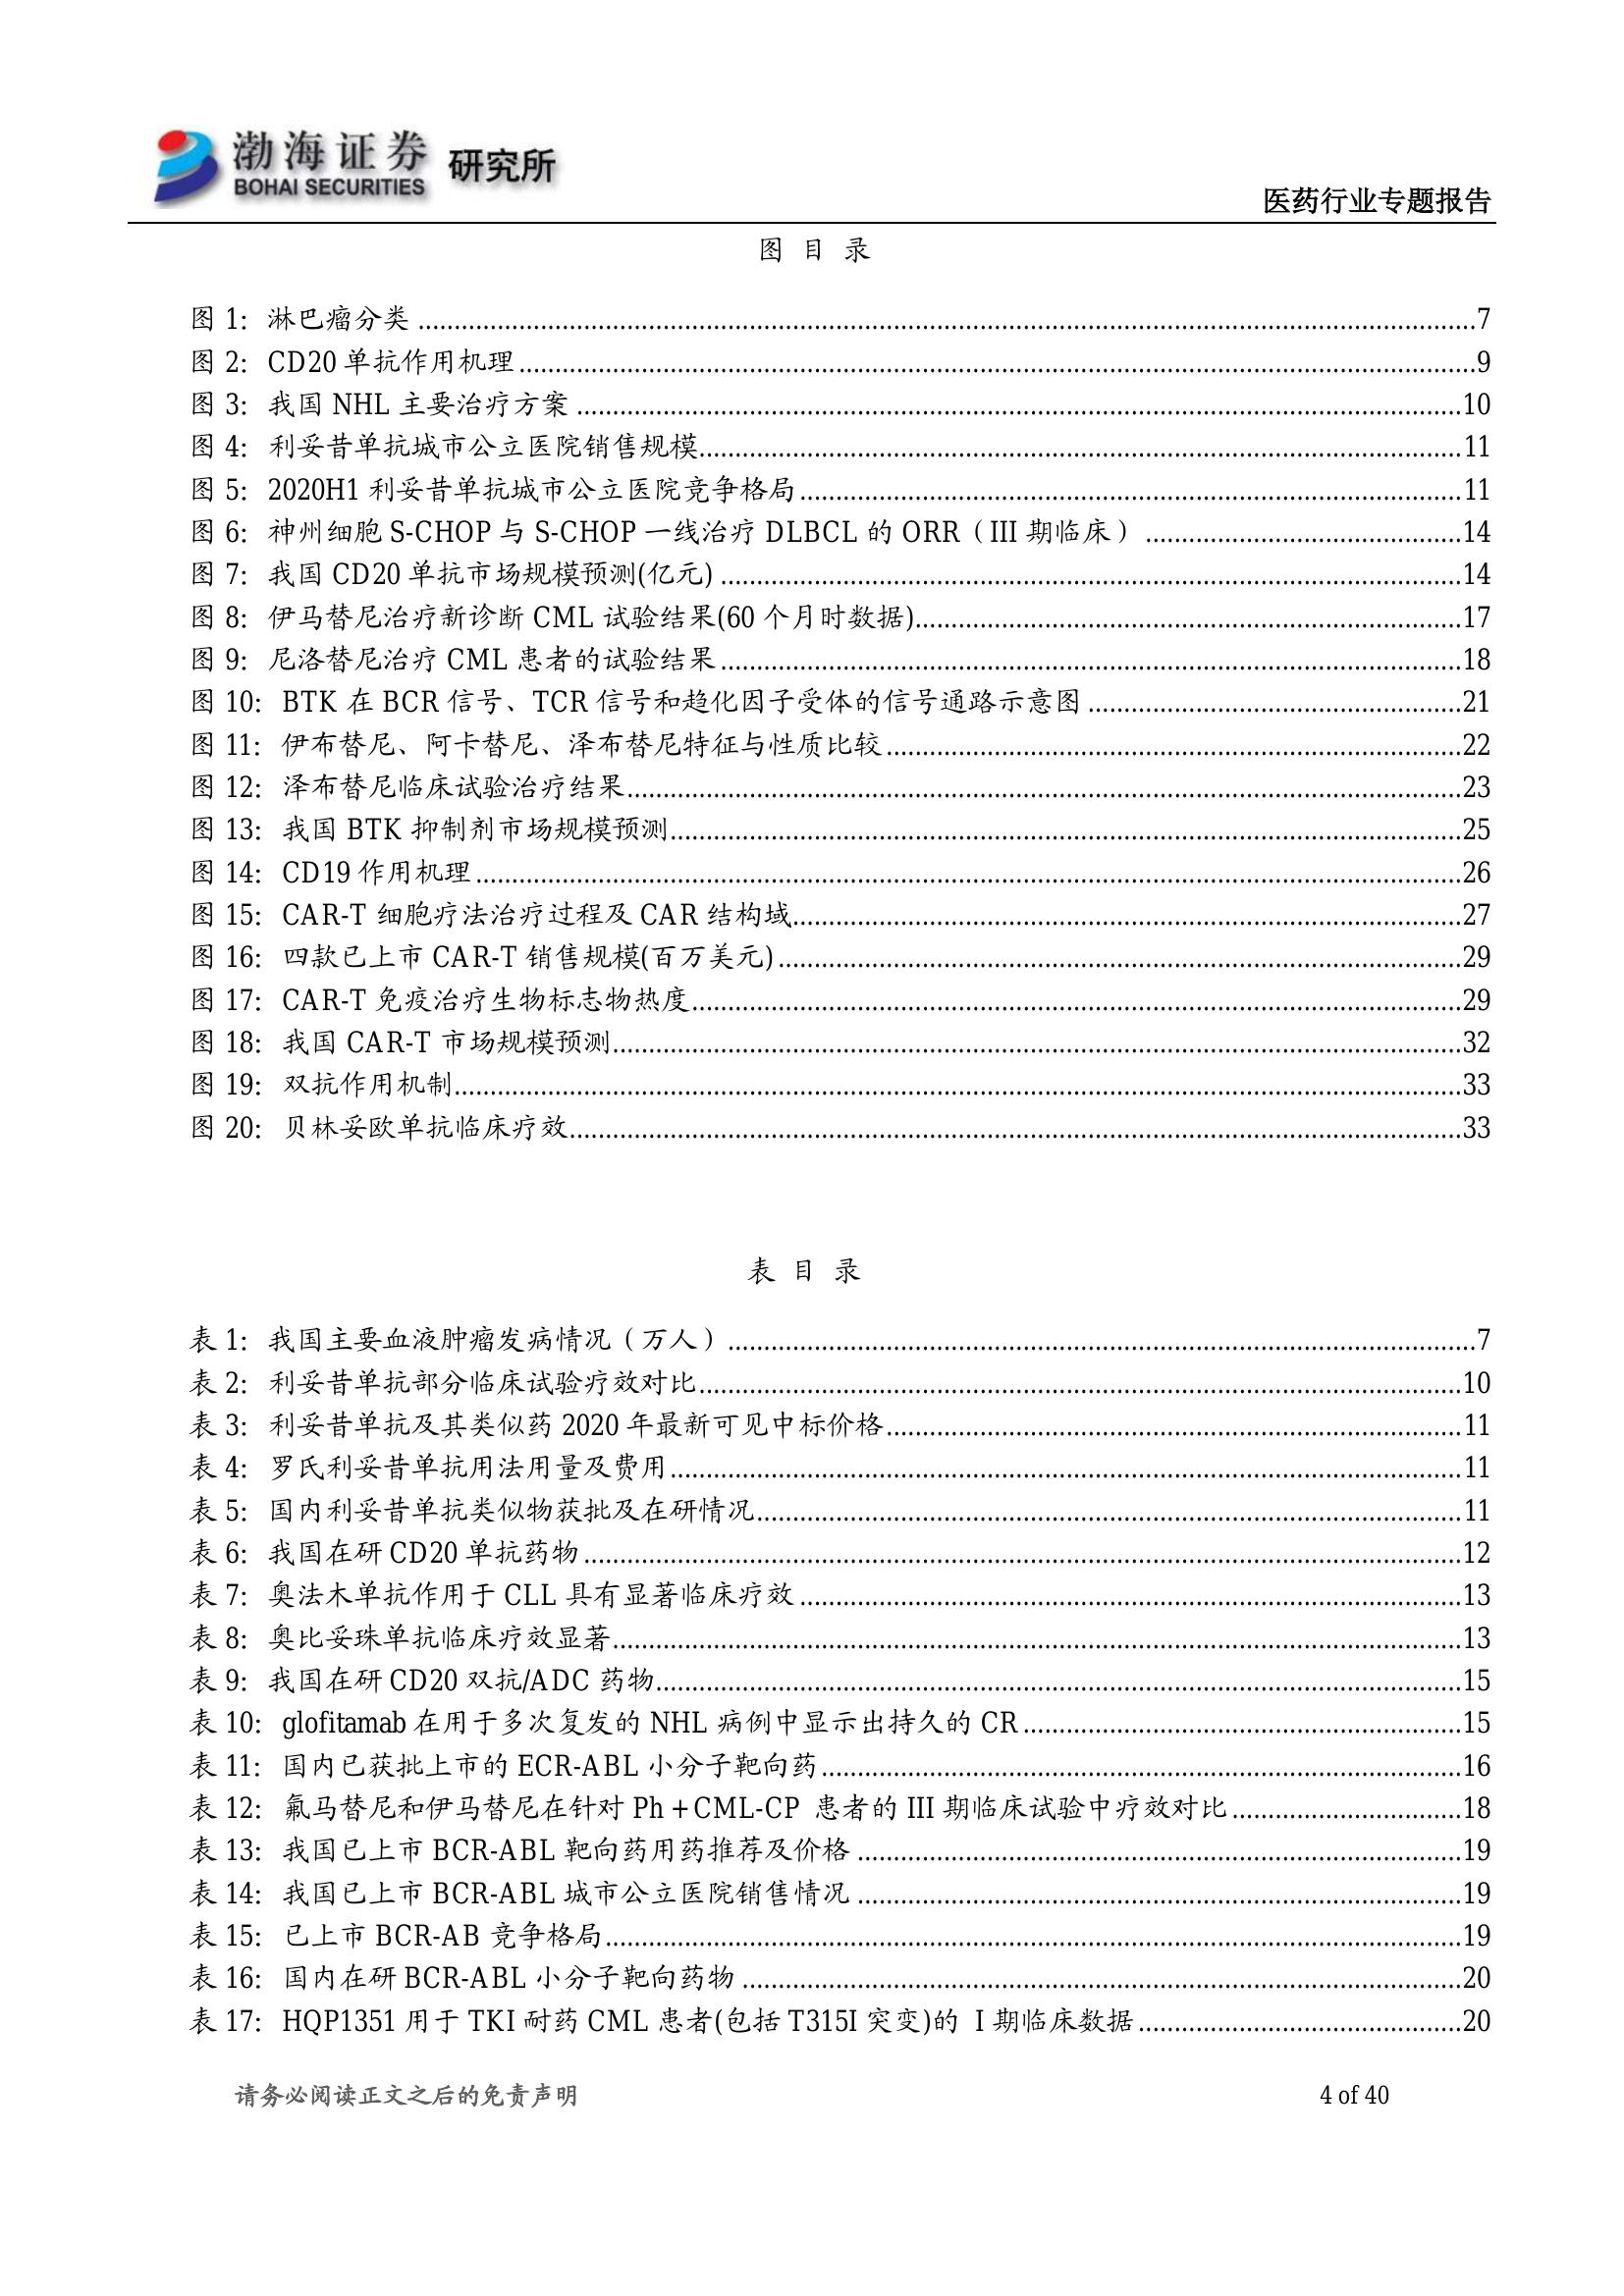 渤海证券 研究所
BOHAI SECURITIES
医药行业专题报告
图 目 录
图 1: 淋巴瘤分类 ........ 7
图 2: CD20 单抗作用机理 ........ 9
图 3: 我国 NHL 主要治疗方案 ........ 10
图 4: 利妥昔单抗城市公立医院销售规模 ........ 11
图 5: 2020H1 利妥昔单抗城市公立医院竞争格局 ........ 11
图 6: 神州细胞 S-CHOP 与 S-CHOP 一线治疗 DLBCL 的 ORR（III 期临床） ........ 14
图 7: 我国 CD20 单抗市场规模预测(亿元) ........ 14
图 8: 伊马替尼治疗新诊断 CML 试验结果(60 个月时数据) ........ 17
图 9: 尼洛替尼治疗 CML 患者的试验结果 ........ 18
图 10: BTK 在 BCR 信号、TCR 信号和趋化因子受体的信号通路示意图 ........ 21
图 11: 伊布替尼、阿卡替尼、泽布替尼特征与性质比较 ........ 22
图 12: 泽布替尼临床试验治疗结果 ........ 23
图 13: 我国 BTK 抑制剂市场规模预测 ........ 25
图 14: CD19 作用机理 ........ 26
图 15: CAR-T 细胞疗法治疗过程及 CAR 结构域 ........ 27
图 16: 四款已上市 CAR-T 销售规模(百万美元) ........ 29
图 17: CAR-T 免疫治疗生物标志物热度 ........ 29
图 18: 我国 CAR-T 市场规模预测 ........ 32
图 19: 双抗作用机制 ........ 33
图 20: 贝林妥欧单抗临床疗效 ........ 33
表 目 录
表 1: 我国主要血液肿瘤发病情况（万人） ........ 7
表 2: 利妥昔单抗部分临床试验疗效对比 ........ 10
表 3: 利妥昔单抗及其类似药 2020 年最新可见中标价格 ........ 11
表 4: 罗氏利妥昔单抗用法用量及费用 ........ 11
表 5: 国内利妥昔单抗类似物获批及在研情况 ........ 11
表 6: 我国在研 CD20 单抗药物 ........ 12
表 7: 奥法木单抗作用于 CLL 具有显著临床疗效 ........ 13
表 8: 奥比妥珠单抗临床疗效显著 ........ 13
表 9: 我国在研 CD20 双抗/ADC 药物 ........ 15
表 10: glofitamab 在用于多次复发的 NHL 病例中显示出持久的 CR ........ 15
表 11: 国内已获批上市的 ECR-ABL 小分子靶向药 ........ 16
表 12: 氟马替尼和伊马替尼在针对 Ph＋CML-CP 患者的 III 期临床试验中疗效对比 ........ 18
表 13: 我国已上市 BCR-ABL 靶向药用药推荐及价格 ........ 19
表 14: 我国已上市 BCR-ABL 城市公立医院销售情况 ........ 19
表 15: 已上市 BCR-AB 竞争格局 ........ 19
表 16: 国内在研 BCR-ABL 小分子靶向药物 ........ 20
表 17: HQP1351 用于 TKI 耐药 CML 患者(包括 T315I 突变)的 I 期临床数据 ........ 20
请务必阅读正文之后的免责声明
4 of 40